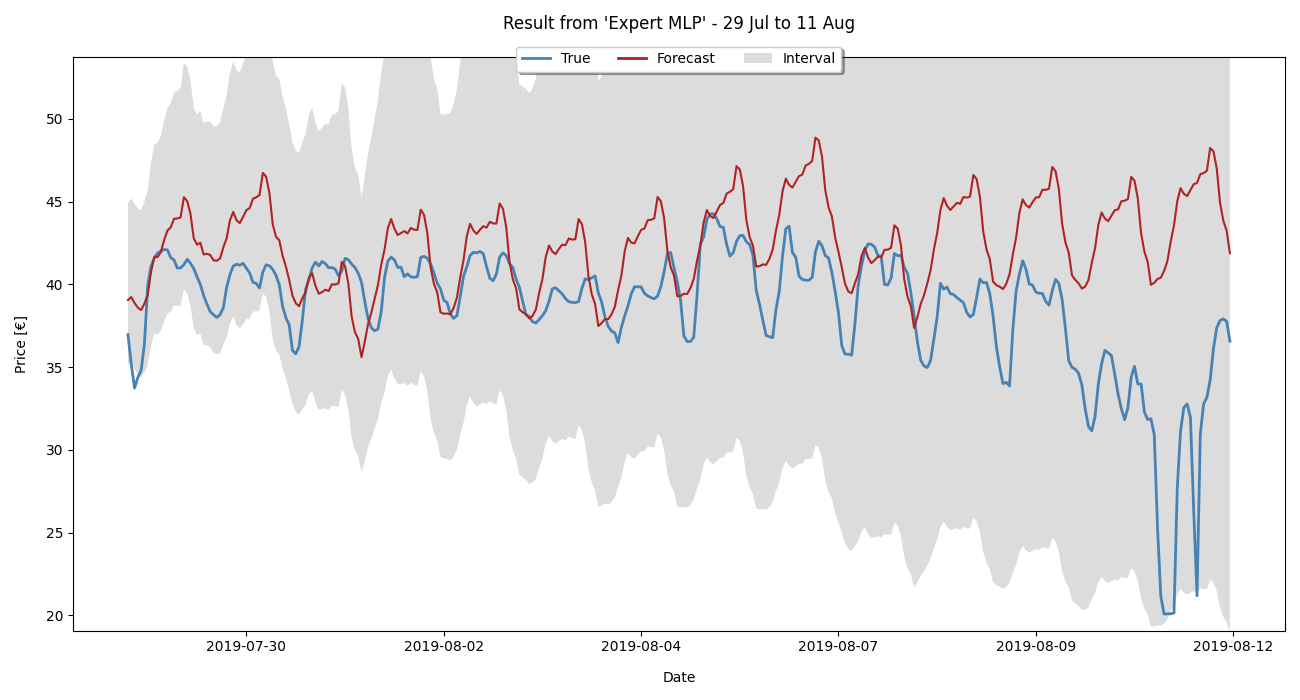 Result from 'Expert MLP' - 29 Jul to 11 Aug
True Forecast Interval
Price [€]
50
45
40
35
30
25
20
2019-07-30 2019-08-02 2019-08-04 2019-08-07 2019-08-09 2019-08-12
Date